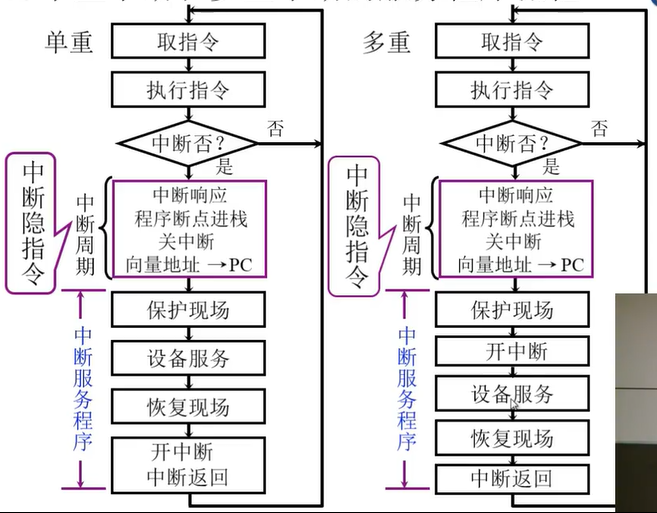 单重
取指令
执行指令
中断否?
否
是
中断隐指令
中断周期
中断响应
程序断点进栈
关中断
向量地址 → PC
中断服务程序
保护现场
设备服务
恢复现场
开中断
中断返回
多重
取指令
执行指令
中断否?
否
是
中断隐指令
中断周期
中断响应
程序断点进栈
关中断
向量地址 → PC
中断服务程序
保护现场
开中断
设备服务
恢复现场
中断返回